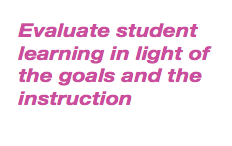 Evaluate student
learning in light of
the goals and the
instruction